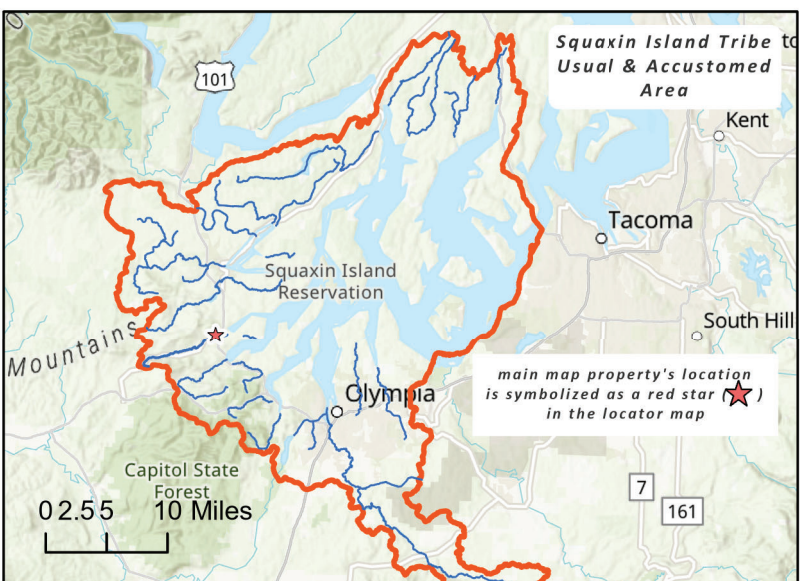 Squaxin Island Tribe
Usual & Accustomed
Area
to
101
Kent
Tacoma
Squaxin Island
Reservation
South Hill
Mountains
main map property's location
is symbolized as a red star ( )
in the locator map
Olympia
Capitol State
Forest
7
161
0 2.5 5 10 Miles